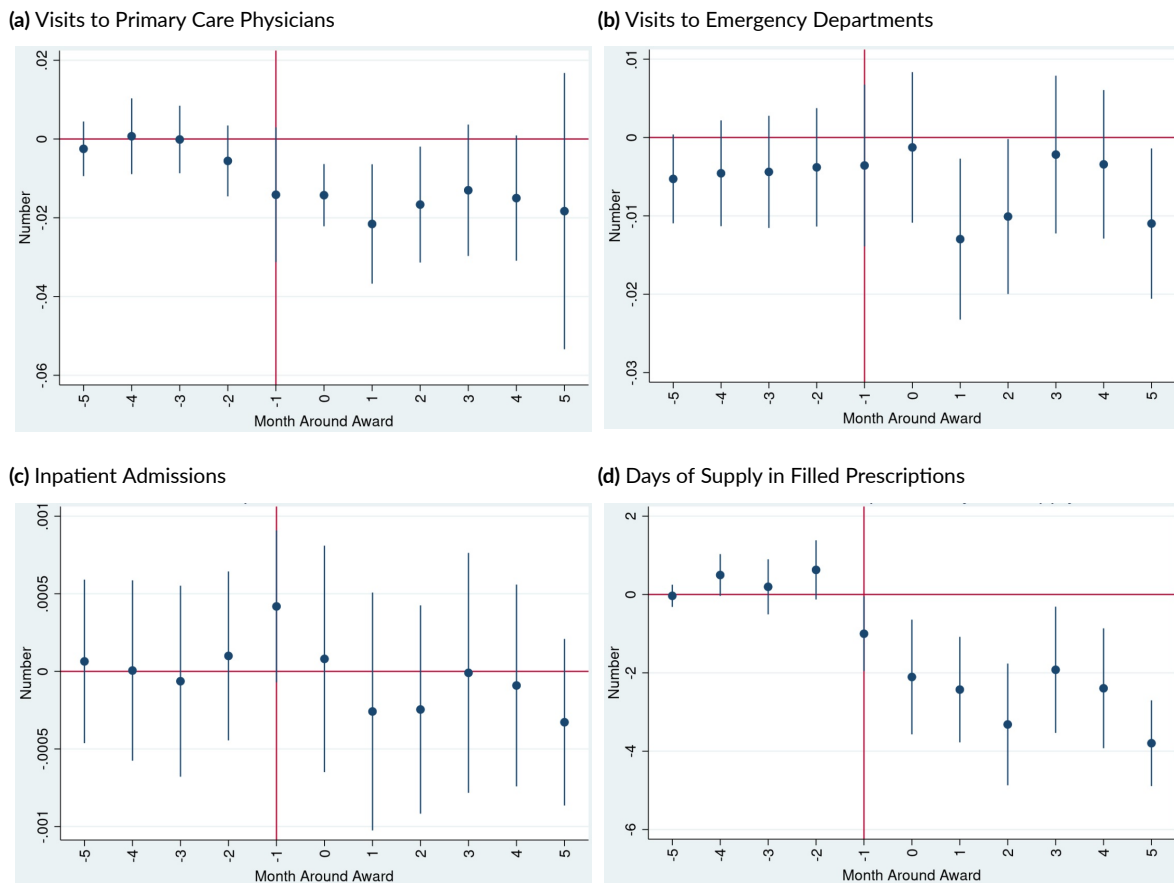 (a) Visits to Primary Care Physicians
.02
0
-.02
-.04
-.06
Number
-5 -4 -3 -2 -1 0 1 2 3 4 5
Month Around Award
(b) Visits to Emergency Departments
.01
0
-.01
-.02
-.03
Number
-5 -4 -3 -2 -1 0 1 2 3 4 5
Month Around Award
(c) Inpatient Admissions
.001
.0005
0
-.0005
-.001
Number
-5 -4 -3 -2 -1 0 1 2 3 4 5
Month Around Award
(d) Days of Supply in Filled Prescriptions
2
0
-2
-4
-6
Number
-5 -4 -3 -2 -1 0 1 2 3 4 5
Month Around Award